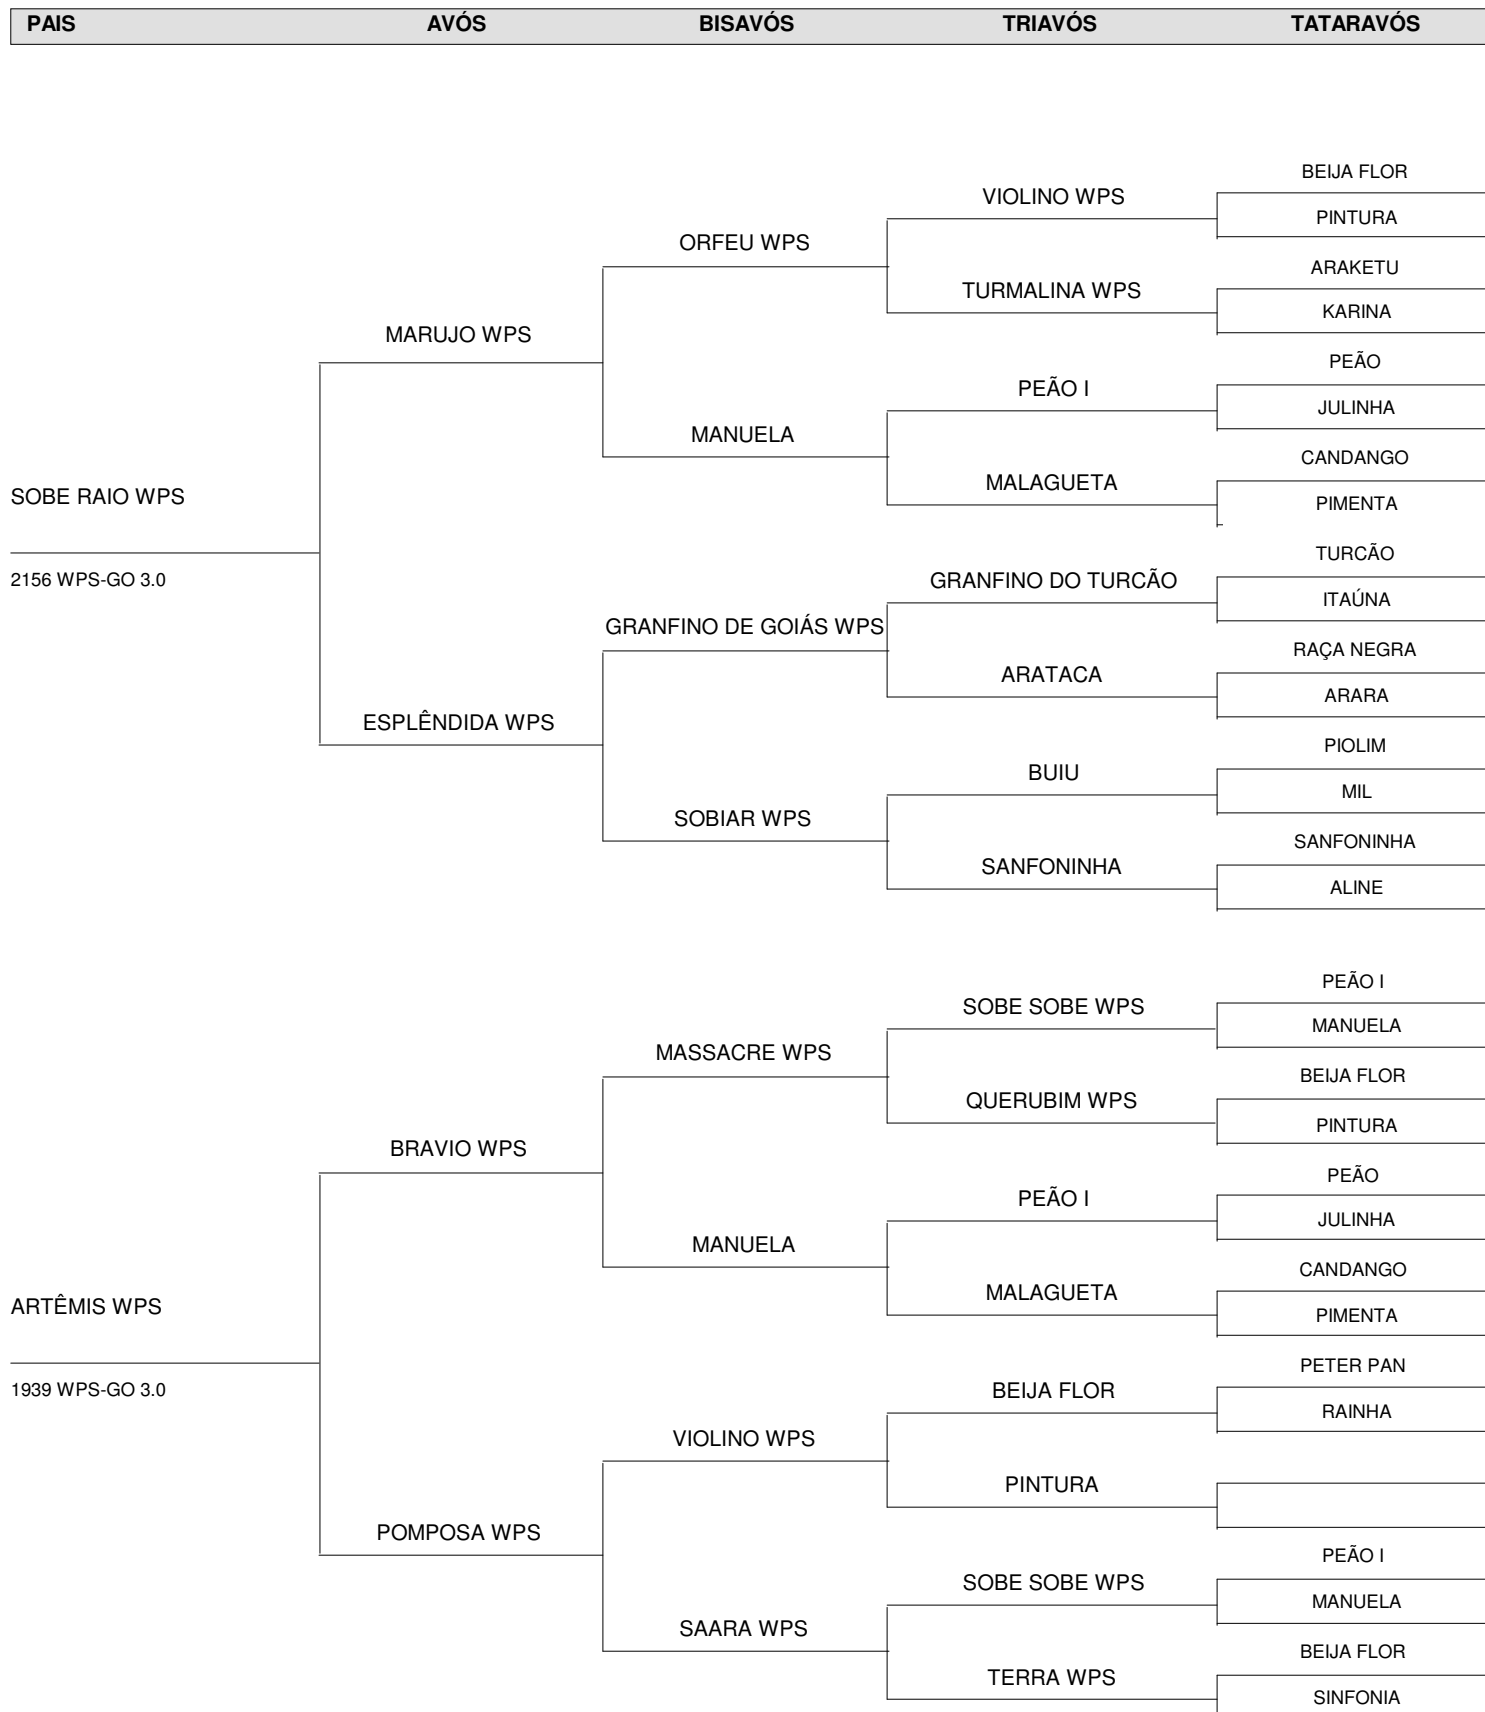 PAIS AVÓS BISAVÓS TRIAVÓS TATARAVÓS
BEIJA FLOR
VIOLINO WPS
PINTURA
ORFEU WPS
ARAKETU
TURMALINA WPS
KARINA
MARUJO WPS
PEÃO
PEÃO I
JULINHA
MANUELA
CANDANGO
MALAGUETA
SOBE RAIO WPS
PIMENTA
TURCÃO
2156 WPS-GO 3.0
GRANFINO DO TURCÃO
ITAÚNA
GRANFINO DE GOIÁS WPS
RAÇA NEGRA
ARATACA
ARARA
ESPLÊNDIDA WPS
PIOLIM
BUIU
MIL
SOBIAR WPS
SANFONINHA
SANFONINHA
ALINE
PEÃO I
SOBE SOBE WPS
MANUELA
MASSACRE WPS
BEIJA FLOR
QUERUBIM WPS
PINTURA
BRAVIO WPS
PEÃO
PEÃO I
JULINHA
MANUELA
CANDANGO
MALAGUETA
ARTÊMIS WPS
PIMENTA
PETER PAN
1939 WPS-GO 3.0
BEIJA FLOR
RAINHA
VIOLINO WPS
PINTURA
POMPOSA WPS
PEÃO I
SOBE SOBE WPS
MANUELA
SAARA WPS
BEIJA FLOR
TERRA WPS
SINFONIA